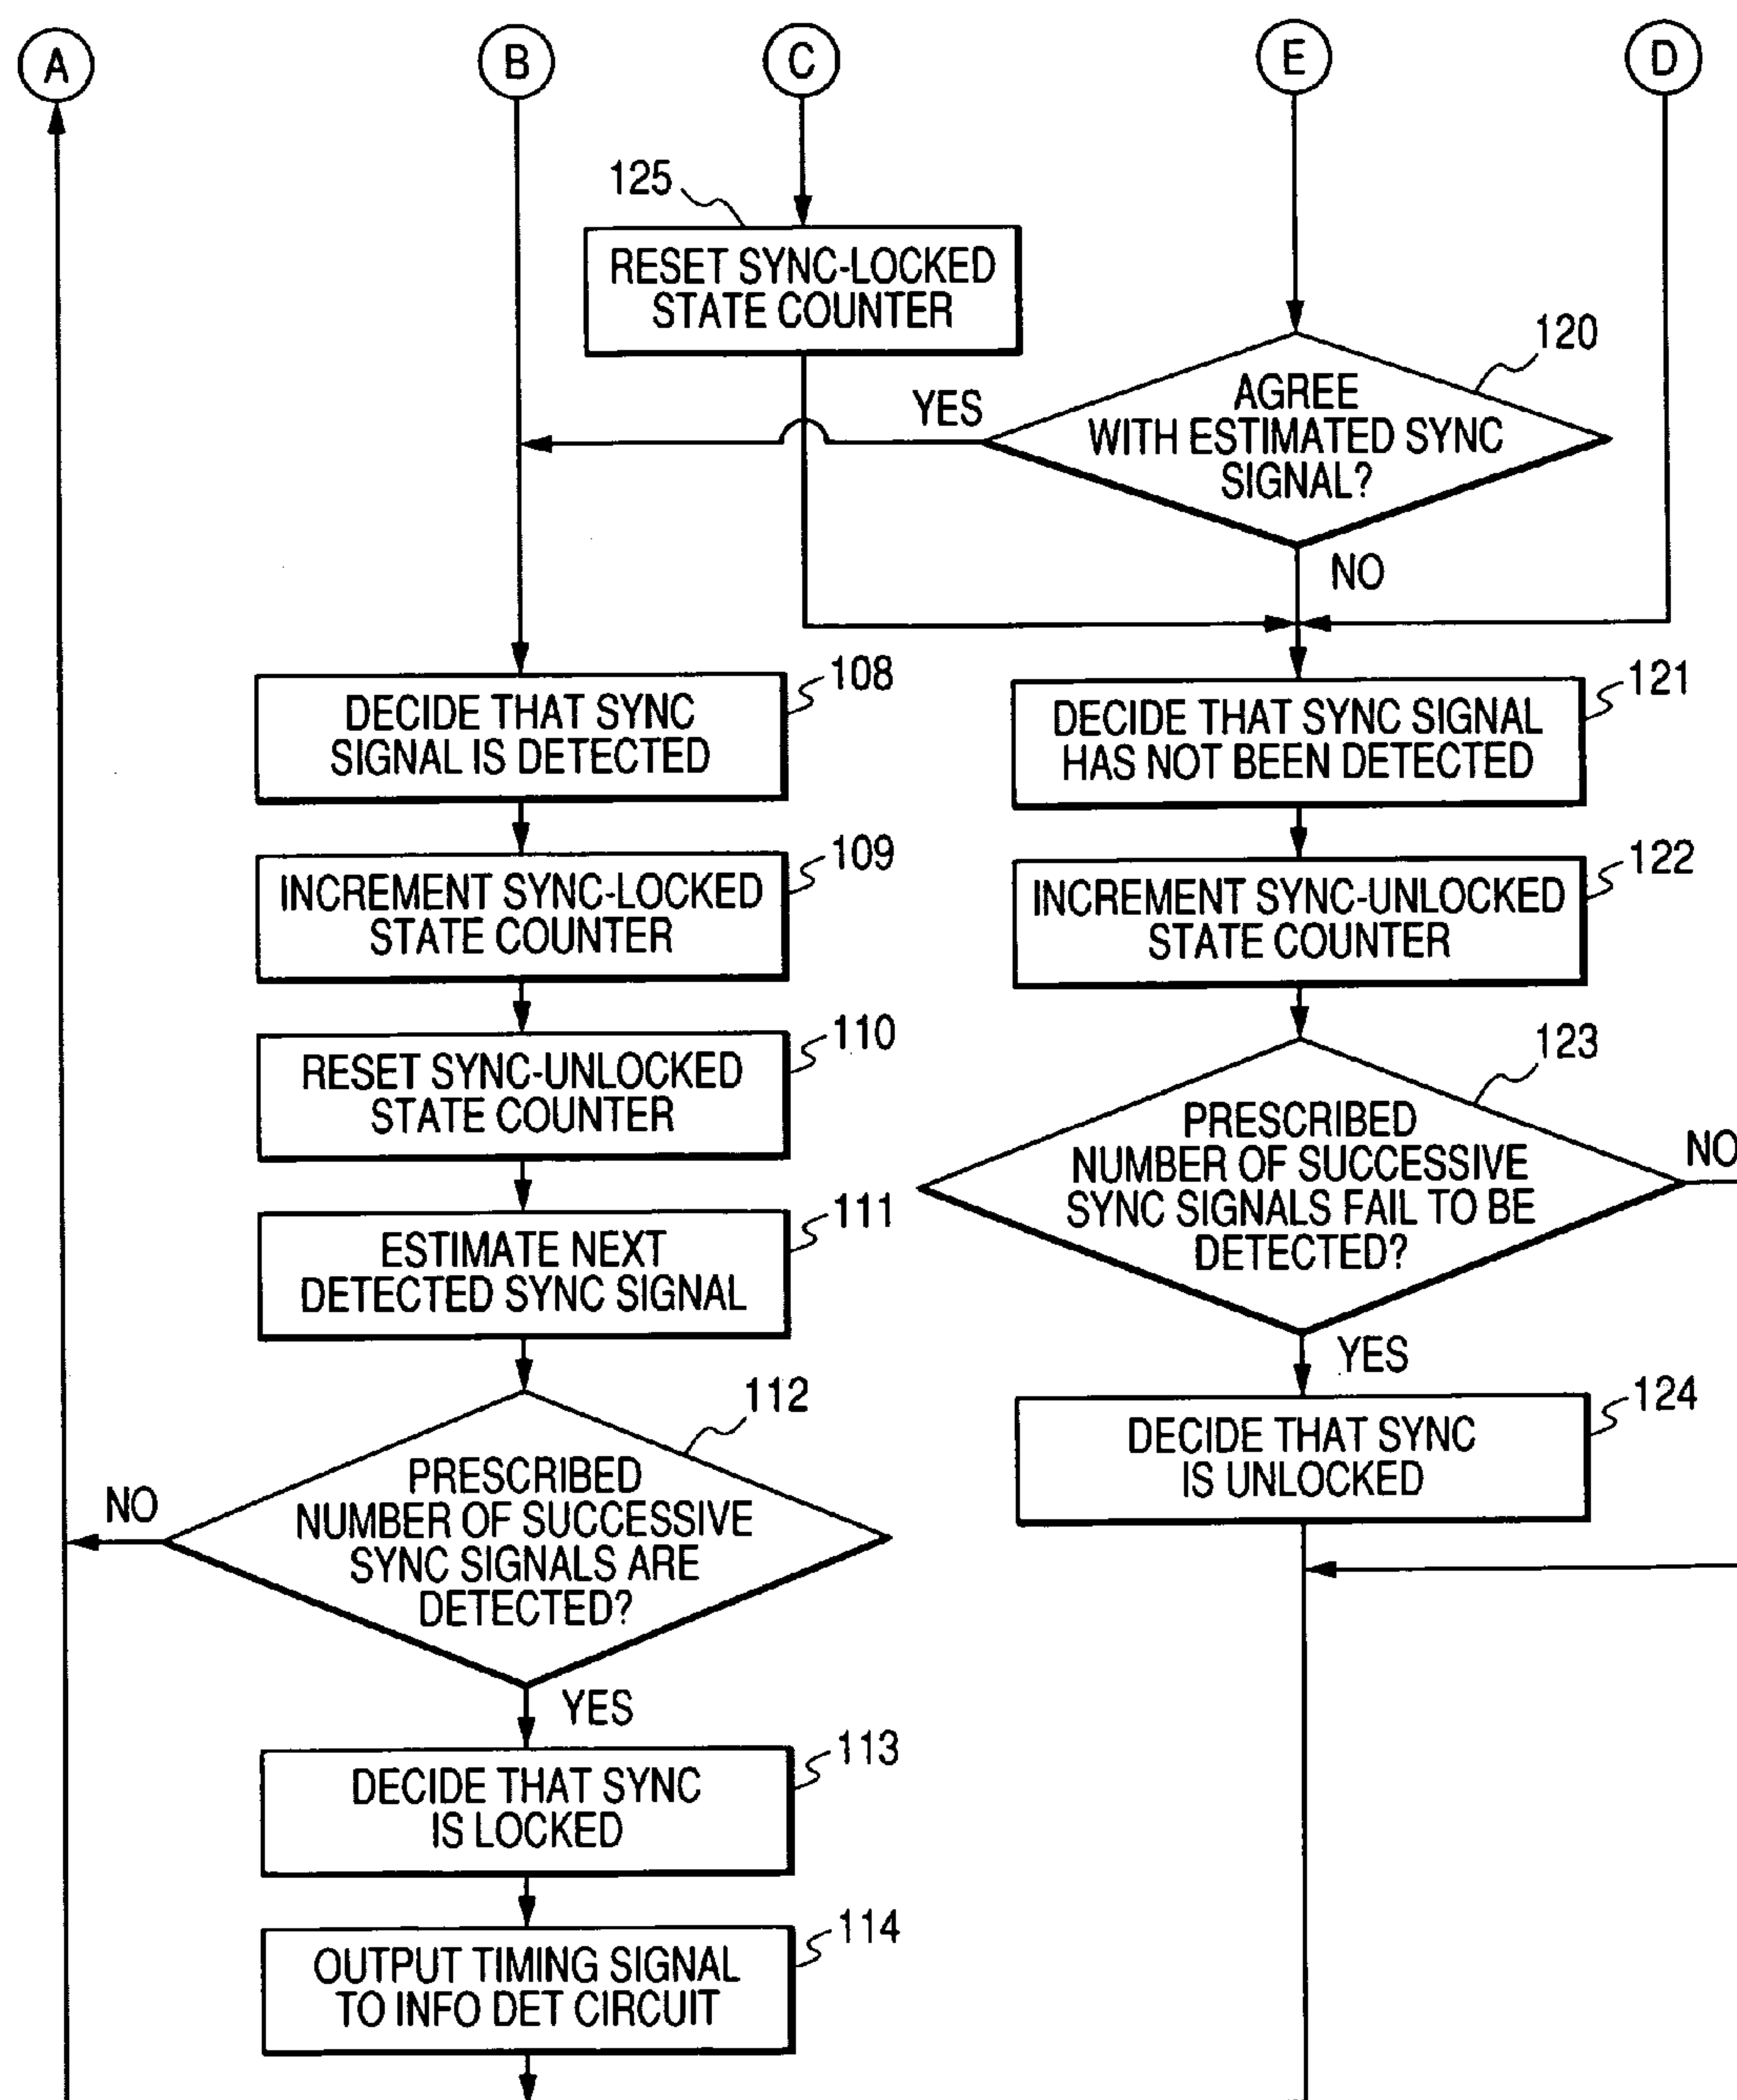 A
B
C
E
D
125
RESET SYNC-LOCKED
STATE COUNTER
120
YES
AGREE
WITH ESTIMATED SYNC
SIGNAL?
NO
108
DECIDE THAT SYNC
SIGNAL IS DETECTED
121
DECIDE THAT SYNC SIGNAL
HAS NOT BEEN DETECTED
109
INCREMENT SYNC-LOCKED
STATE COUNTER
122
INCREMENT SYNC-UNLOCKED
STATE COUNTER
110
RESET SYNC-UNLOCKED
STATE COUNTER
123
PRESCRIBED
NUMBER OF SUCCESSIVE
SYNC SIGNALS FAIL TO BE
DETECTED?
NO
111
ESTIMATE NEXT
DETECTED SYNC SIGNAL
YES
112
PRESCRIBED
NUMBER OF SUCCESSIVE
SYNC SIGNALS ARE
DETECTED?
NO
124
DECIDE THAT SYNC
IS UNLOCKED
YES
113
DECIDE THAT SYNC
IS LOCKED
114
OUTPUT TIMING SIGNAL
TO INFO DET CIRCUIT